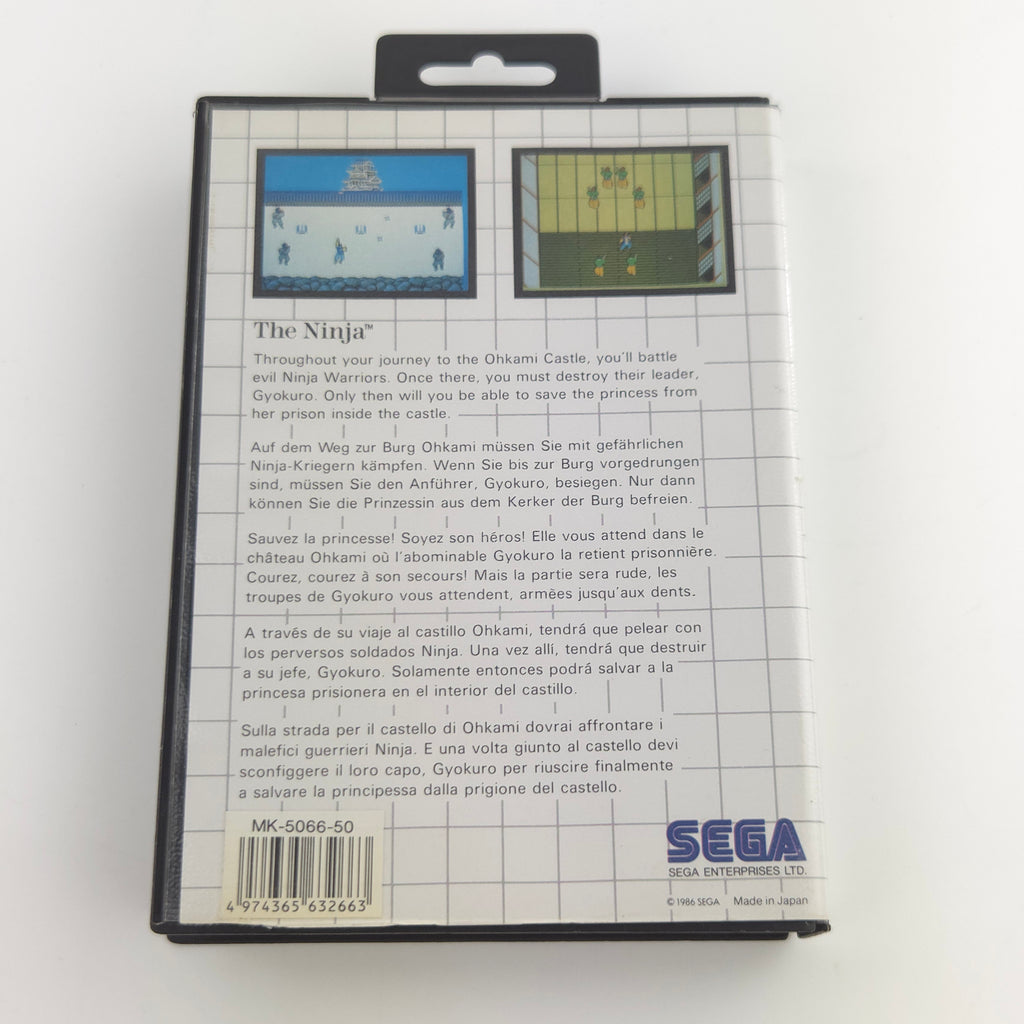 The Ninja™
Throughout your journey to the Ohkami Castle, you'll battle
evil Ninja Warriors. Once there, you must destroy their leader,
Gyokuro. Only then will you be able to save the princess from
her prison inside the castle.
Auf dem Weg zur Burg Ohkami müssen Sie mit gefährlichen
Ninja-Kriegern kämpfen. Wenn Sie bis zur Burg vorgedrungen
sind, müssen Sie den Anführer, Gyokuro, besiegen. Nur dann
können Sie die Prinzessin aus dem Kerker der Burg befreien.
Sauvez la princesse! Soyez son héros! Elle vous attend dans le
château Ohkami où l'abominable Gyokuro la retient prisonnière.
Courez, courez à son secours! Mais la partie sera rude, les
troupes de Gyokuro vous attendent, armèes jusqu'aux dents.
A través de su viaje al castillo Ohkami, tendrá que pelear con
los perversos soldados Ninja. Una vez allí, tendrá que destruir
a su jefe, Gyokuro. Solamente entonces podrá salvar a la
princesa prisionera en el interior del castillo.
Sulla strada per il castello di Ohkami dovrai affrontare i
malefici guerrieri Ninja. E una volta giunto al castello devi
sconfiggere il loro capo, Gyokuro per riuscire finalmente
a salvare la principessa dalla prigione del castello.
MK-5066-50
4 974365 632663
SEGA
SEGA ENTERPRISES LTD.
© 1986 SEGA Made in Japan